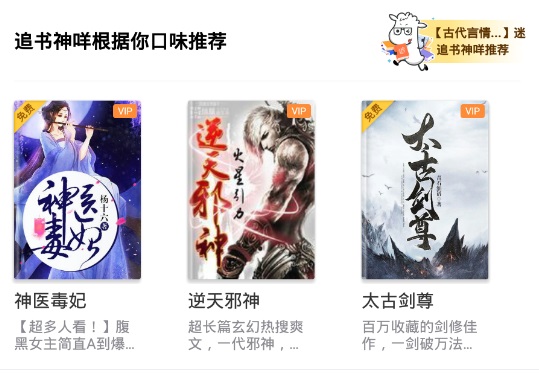 追书神咩根据你口味推荐
【古代言情...】迷
追书神咩推荐
免费
VIP
神医毒妃
杨十六著
VIP
逆天邪神
火星引力
免费
VIP
太古剑尊
神医毒妃
逆天邪神
太古剑尊
【超多人看！】腹
黑女主简直A到爆...
超长篇玄幻热搜爽
文，一代邪神，...
百万收藏的剑修佳
作，一剑破万法...